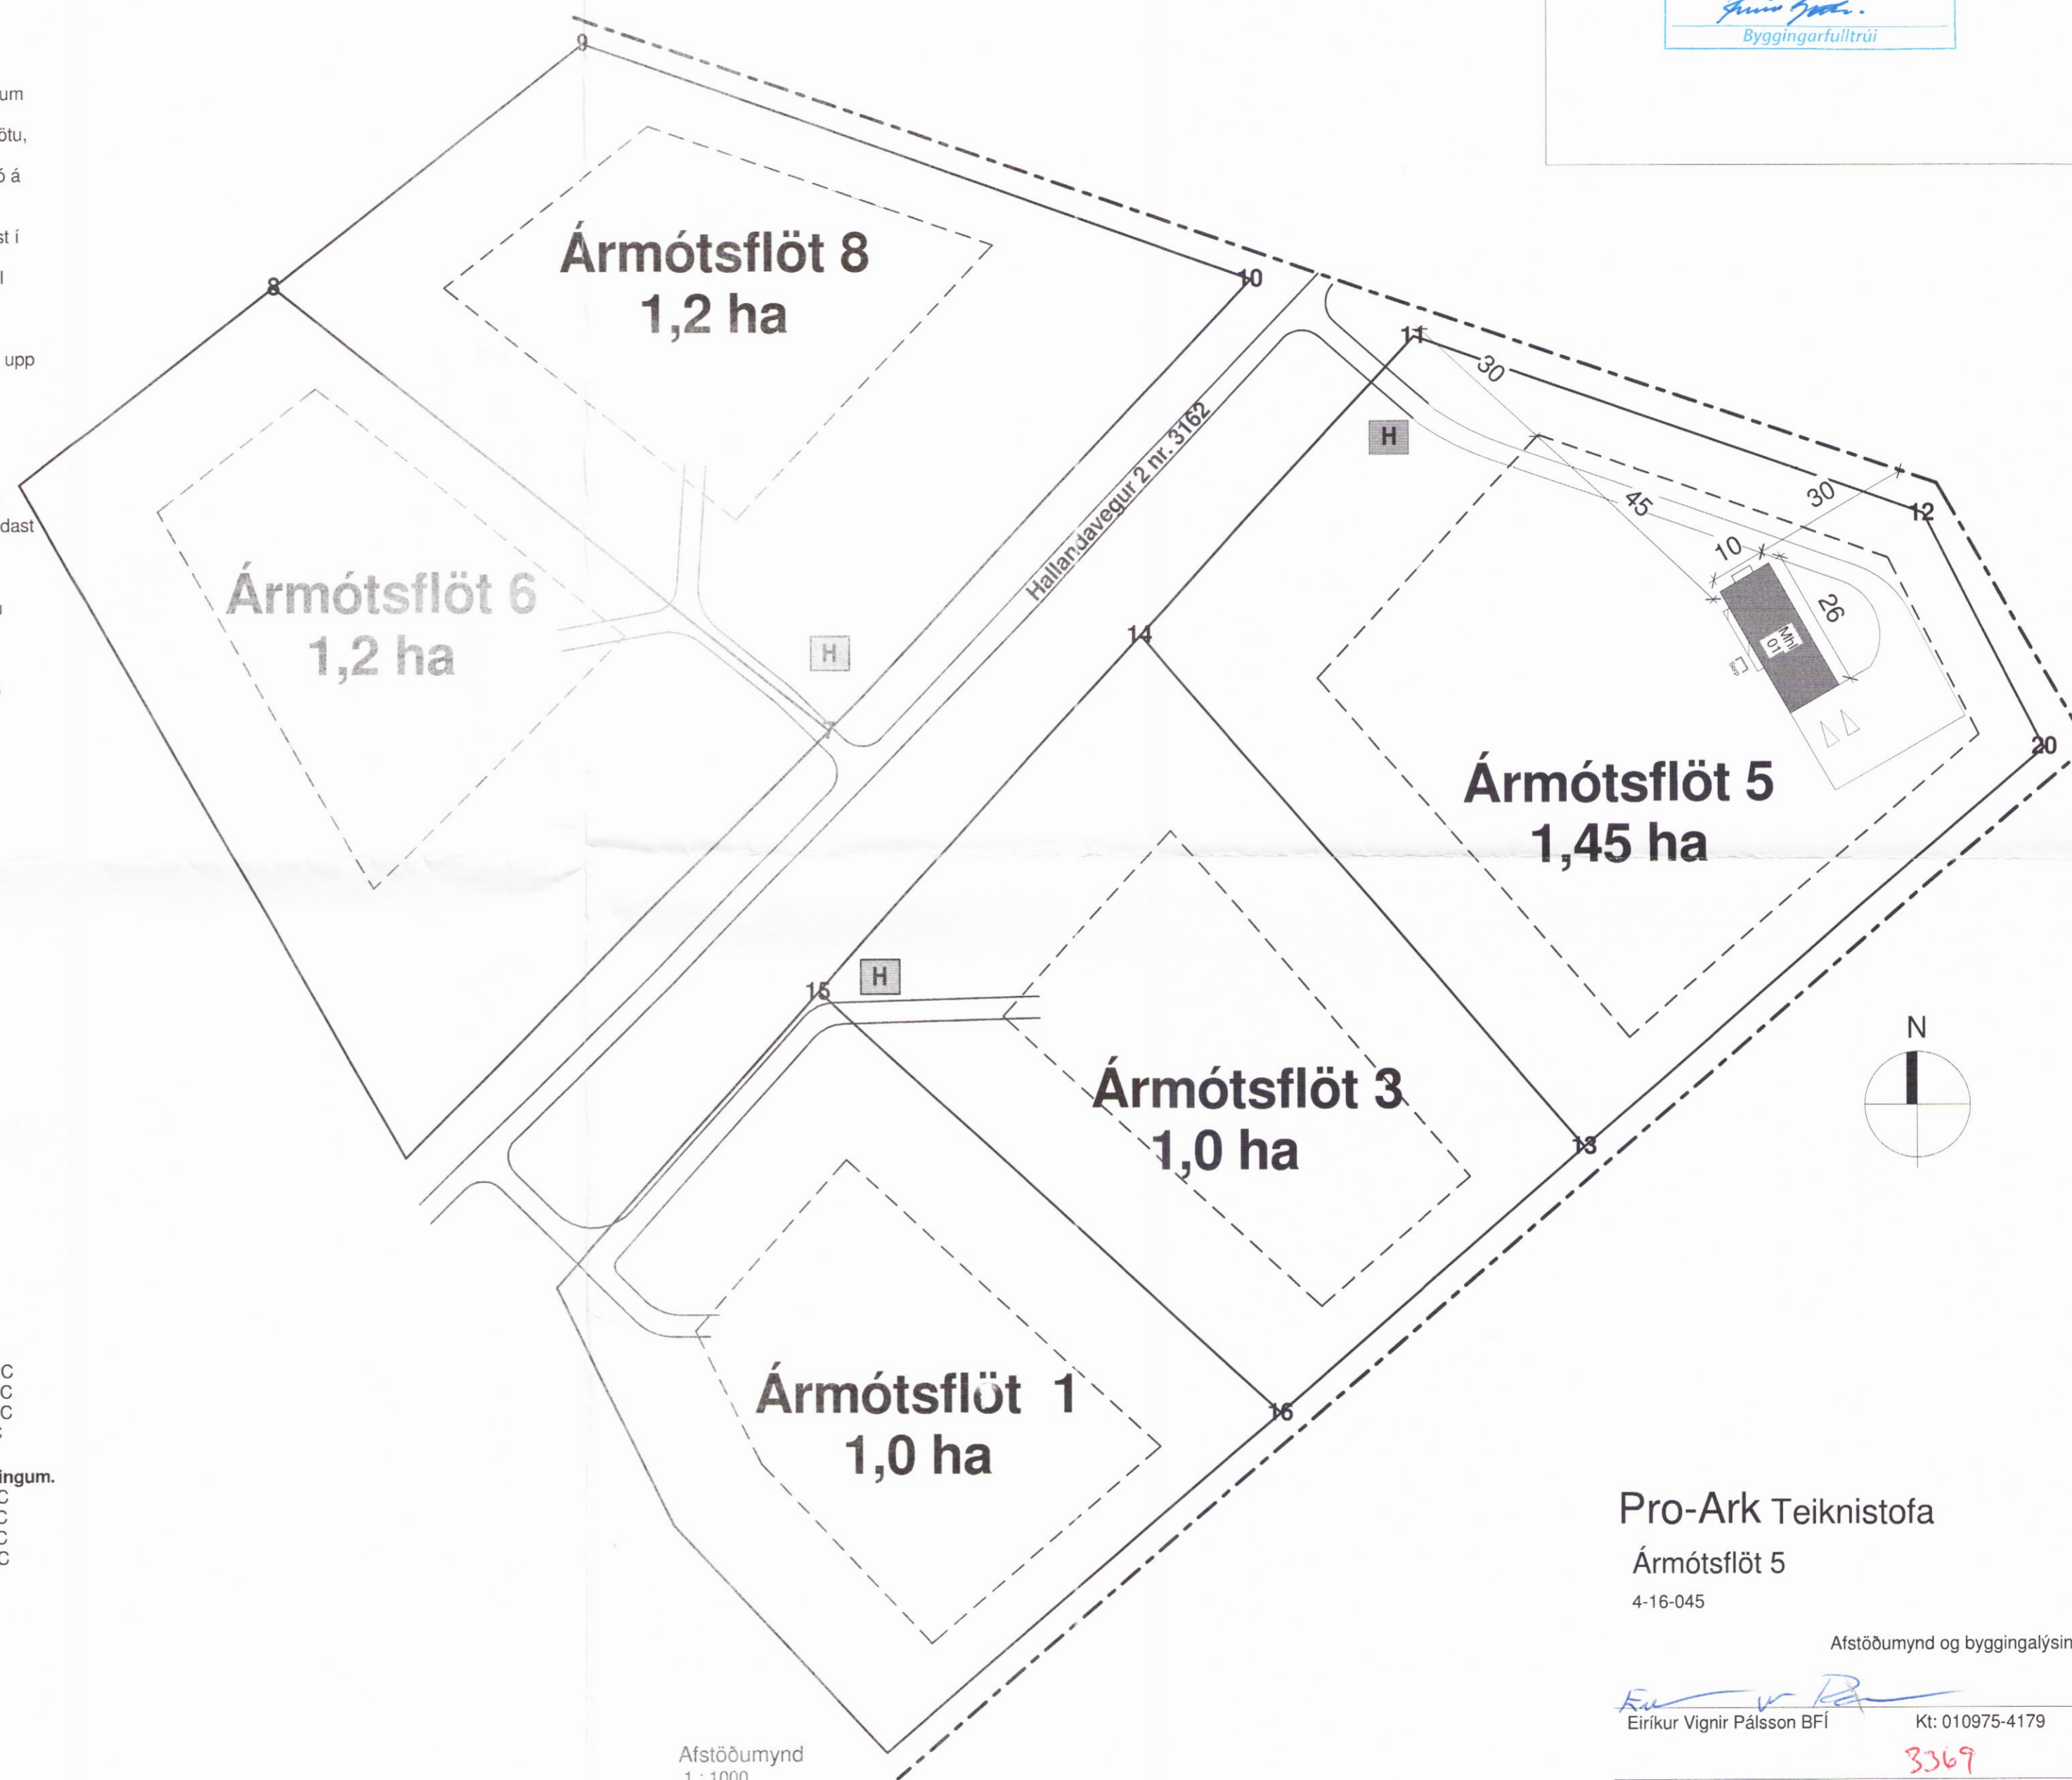 Byggingarfulltrúi
um
ötu,
ó á
st í
upp
dast
C
C
C
ingum.
C
C
C
C
9
10
8
Ármótsflöt 8
1,2 ha
11
30
H
Hallandavegur 2 nr. 3162
45
30
12
10
26
Mhl
01
Ármótsflöt 6
1,2 ha
H
7
14
20
Ármótsflöt 5
1,45 ha
15
H
N
Ármótsflöt 3
1,0 ha
13
Ármótsflöt 1
1,0 ha
16
Pro-Ark Teiknistofa
Ármótsflöt 5
4-16-045
Afstöðumynd og byggingalýsin
Eiríkur Vignir Pálsson BFÍ Kt: 010975-4179
3369
Afstöðumynd
1 : 1000